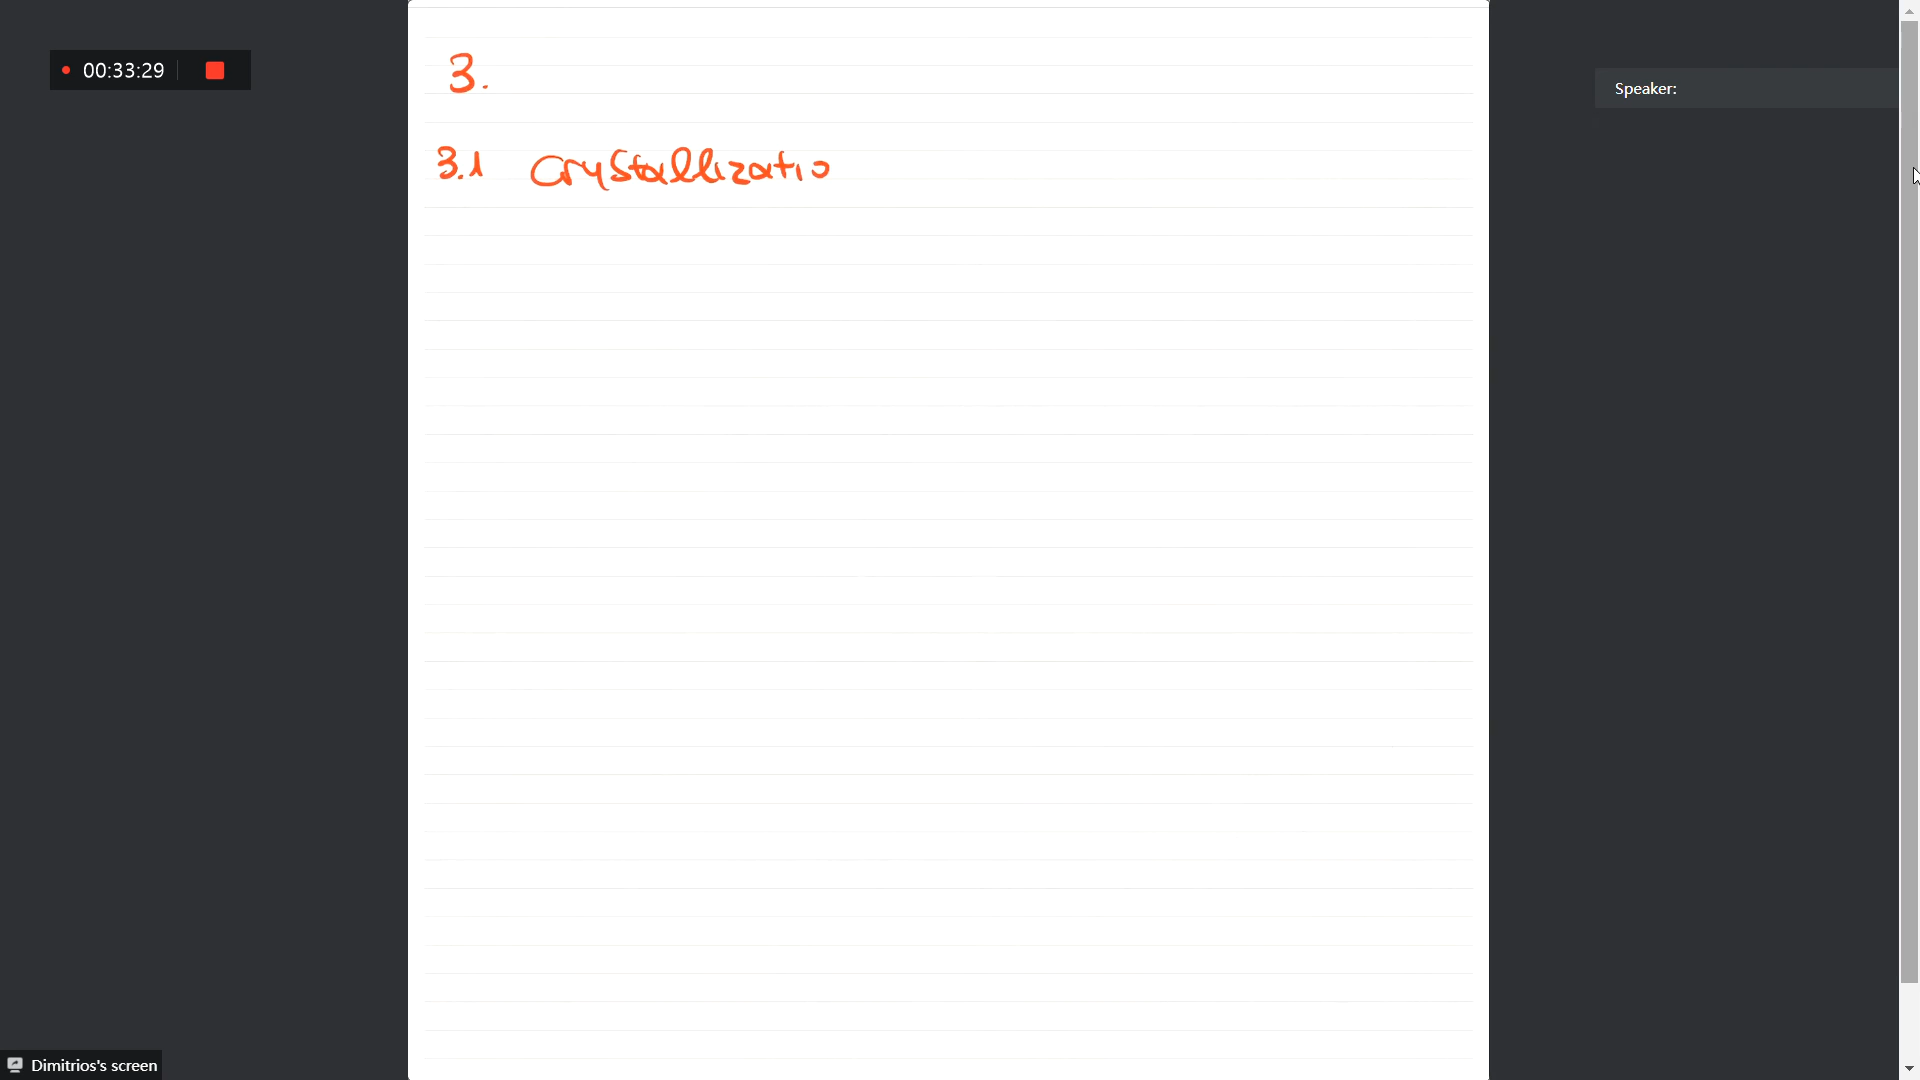 00:33:29
Speaker:
3.
3.1 Crystallizatio
Dimitrios's screen